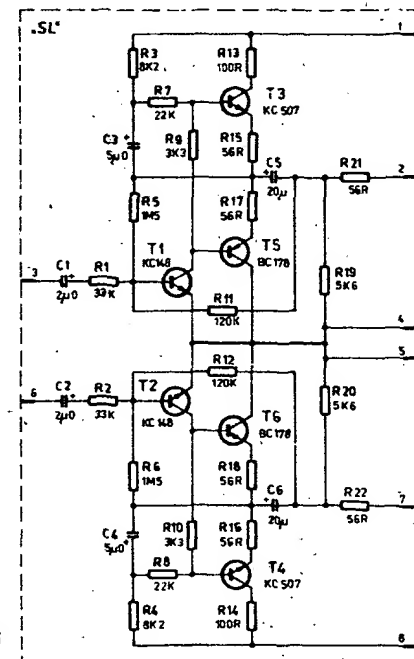 „SL"
1
R3
8K2
R13
100R
R7
22K
T3
KC507
R9
3K3
C3
5µ0
R15
56R
C5
20µ
R21
56R
2
R5
1M5
R17
56R
T1
KC148
T5
BC178
3
C1
2µ0
R1
33K
R11
120K
R19
5K6
4
R12
120K
5
6
C2
2µ0
R2
33K
T2
KC148
T6
BC178
R20
5K6
R6
1M5
R18
56R
C6
20µ
R22
56R
7
C4
5µ0
R10
3K3
R16
56R
R8
22K
T4
KC507
R4
8K2
R14
100R